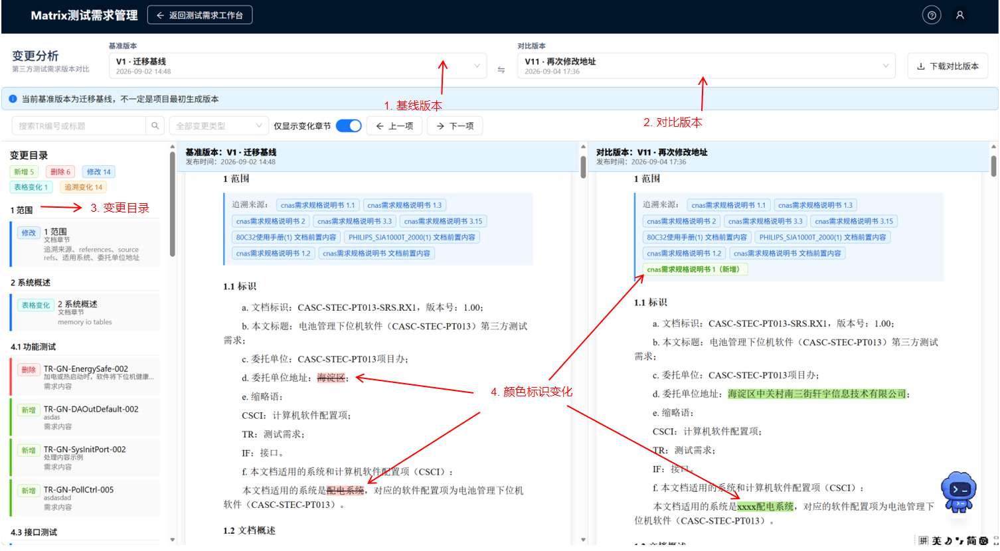 Matrix测试需求管理
← 返回测试需求工作台
变更分析
第三方测试需求版本对比
基准版本
V1 · 迁移基线
2026-09-02 14:48
对比版本
V11 · 再次修改地址
2026-09-04 17:36
下载对比版本
当前基准版本为迁移基线，不一定是项目最初生成版本
1. 基线版本
2. 对比版本
搜索TR编号或标题
全部变更类型
仅显示变化章节
← 上一项
→ 下一项
变更目录
新增 5
删除 6
修改 14
表格变化 1
追溯变化 14
1 范围
3. 变更目录
修改
1 范围
文档章节
追溯来源、references、source
refs、适用系统、委托单位地址
2 系统概述
表格变化
2 系统概述
文档章节
memory io tables
4.1 功能测试
删除
TR-GN-EnergySafe-002
加电或热启动时，软件将下位机健康...
需求内容
新增
TR-GN-DAOutDefault-002
asdas
需求内容
新增
TR-GN-SysInitPort-002
处理内容示例
需求内容
新增
TR-GN-PollCtrl-005
asdasdad
需求内容
4.3 接口测试
基准版本：V1 · 迁移基线
发布时间：2026-09-02 14:48
1 范围
追溯来源：
cnas需求规格说明书 1.1
cnas需求规格说明书 1.3
cnas需求规格说明书 2
cnas需求规格说明书 3.3
cnas需求规格说明书 3.15
80C32使用手册(1) 文档前置内容
PHILIPS_SJA1000T_2000(1) 文档前置内容
cnas需求规格说明书 1.2
cnas需求规格说明书 文档前置内容
1.1 标识
a. 文档标识：CASC-STEC-PT013-SRS.RX1，版本号：1.00；
b. 本文标题：电池管理下位机软件（CASC-STEC-PT013）第三方测试
需求；
c. 委托单位：CASC-STEC-PT013项目办；
d. 委托单位地址：海淀区；
e. 缩略语：
CSCI：计算机软件配置项；
TR：测试需求；
IF：接口。
f. 本文档适用的系统和计算机软件配置项（CSCI）：
本文档适用的系统是配电系统，对应的软件配置项为电池管理下位机
软件（CASC-STEC-PT013）。
1.2 文档概述
4. 颜色标识变化
对比版本：V11 · 再次修改地址
发布时间：2026-09-04 17:36
1 范围
追溯来源：
cnas需求规格说明书 1.1
cnas需求规格说明书 1.3
cnas需求规格说明书 2
cnas需求规格说明书 3.3
cnas需求规格说明书 3.15
80C32使用手册(1) 文档前置内容
PHILIPS_SJA1000T_2000(1) 文档前置内容
cnas需求规格说明书 1.2
cnas需求规格说明书 文档前置内容
cnas需求规格说明书 1（新增）
1.1 标识
a. 文档标识：CASC-STEC-PT013-SRS.RX1，版本号：1.00；
b. 本文标题：电池管理下位机软件（CASC-STEC-PT013）第三方测试
需求；
c. 委托单位：CASC-STEC-PT013项目办；
d. 委托单位地址：海淀区中关村南三街轩宇信息技术有限公司；
e. 缩略语：
CSCI：计算机软件配置项；
TR：测试需求；
IF：接口。
f. 本文档适用的系统和计算机软件配置项（CSCI）：
本文档适用的系统是xxxx配电系统，对应的软件配置项为电池管理下
位机软件（CASC-STEC-PT013）。
1.2 文档概述
拼 英 简